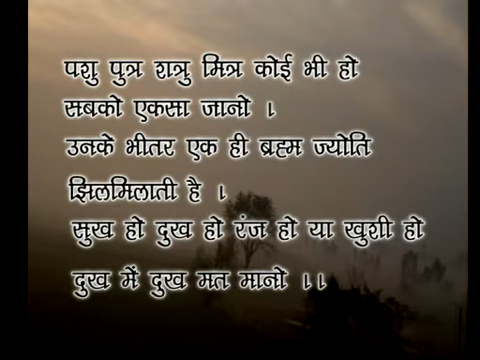 पशु पुत्र शत्रु मित्र कोई भी हो
सबको एकसा जानो ।
उनके भीतर एक ही ब्रह्म ज्योति
झिलमिलाती है ।
सुख हो दुख हो रंज हो या खुशी हो
दुख में दुख मत मानो ।।